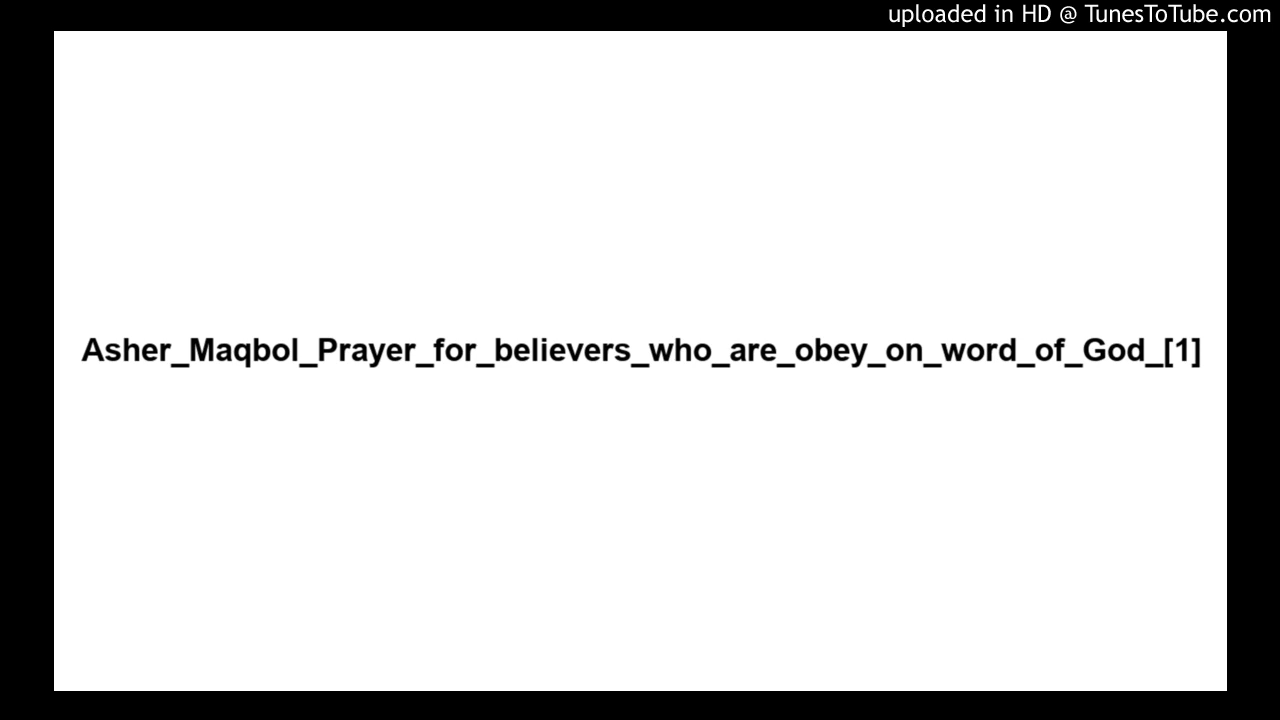 uploaded in HD @ TunesToTube.com
Asher_Maqbol_Prayer_for_believers_who_are_obey_on_word_of_God_[1]